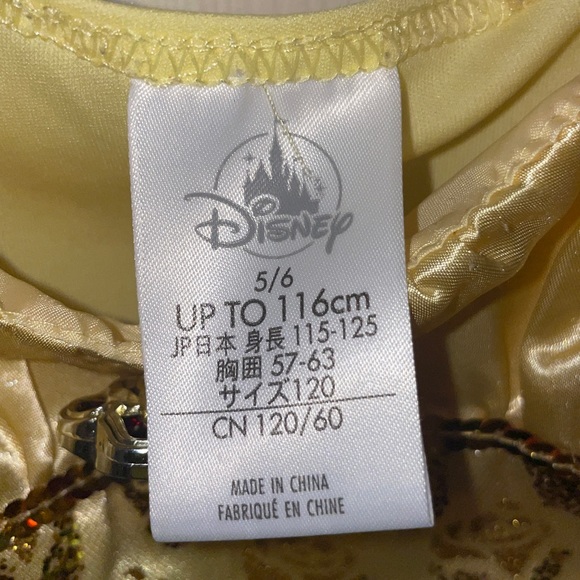 Disney
5/6
UP TO 116cm
JP日本 身長 115-125
胸囲 57-63
サイズ120
CN 120/60
MADE IN CHINA
FABRIQUÉ EN CHINE